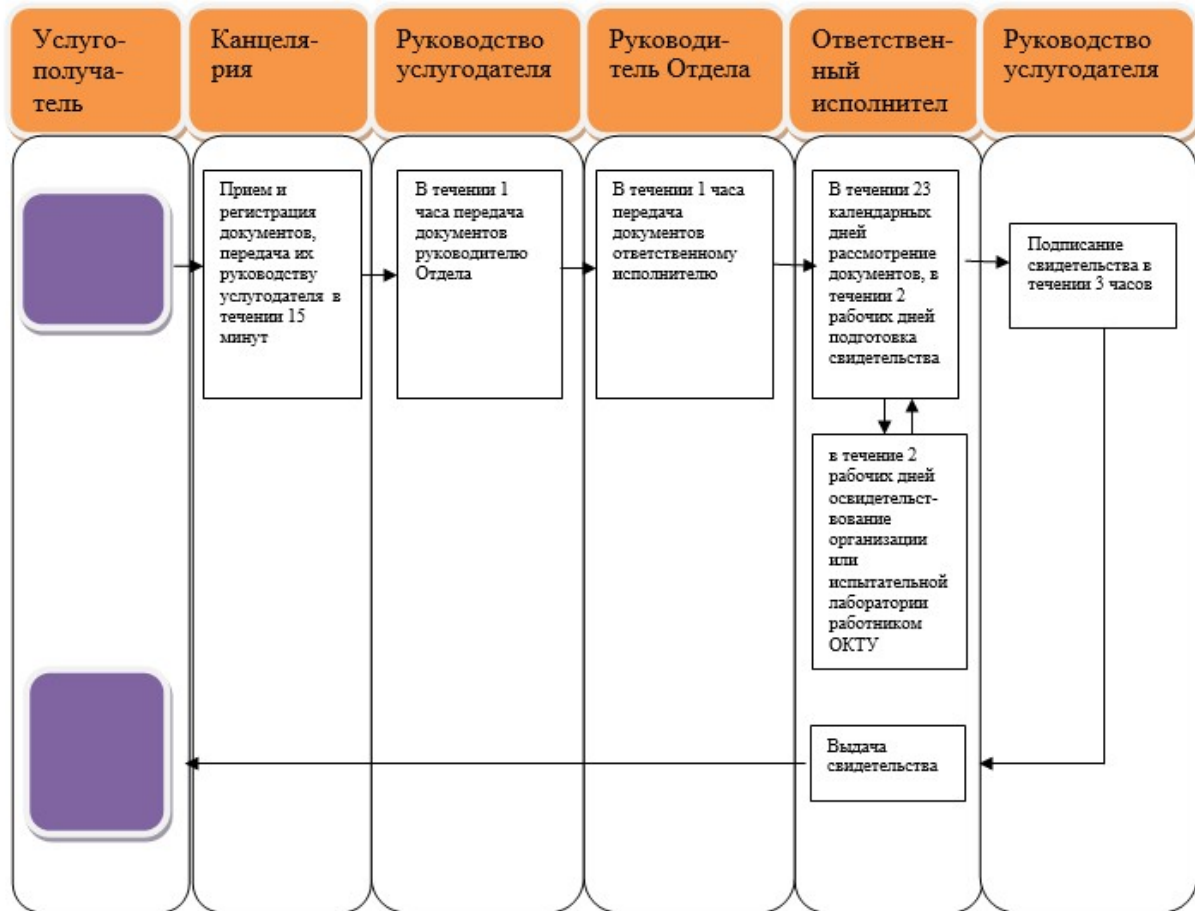 Услуго-
получа-
тель
Канцеля-
рия
Руководство
услугодателя
Руководи-
тель Отдела
Ответствен-
ный
исполнител
Руководство
услугодателя
Прием и
регистрация
документов,
передача их
руководству
услугодателя в
течении 15
минут
В течении 1
часа передача
документов
руководителю
Отдела
В течении 1 часа
передача
документов
ответственному
исполнителю
В течении 23
календарных
дней
рассмотрение
документов, в
течении 2
рабочих дней
подготовка
свидетельства
Подписание
свидетельства в
течении 3 часов
в течение 2
рабочих дней
освидетельст-
вование
организации
или
испытательной
лаборатории
работником
ОКТУ
Выдача
свидетельства